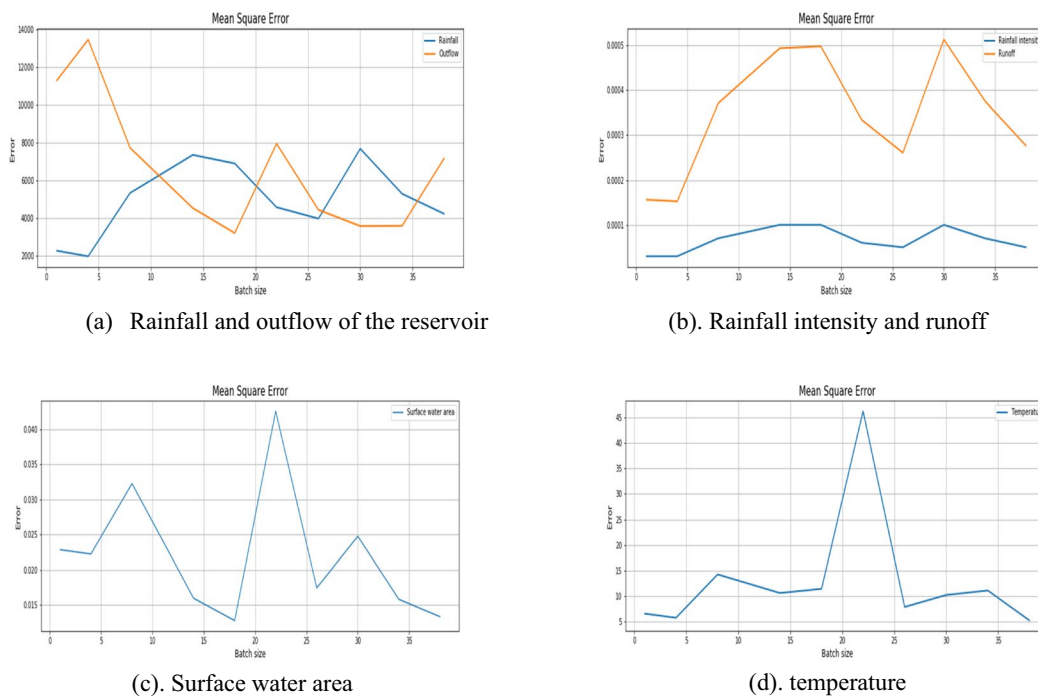 Mean Square Error
Rainfall
Outflow
14000
12000
10000
8000
6000
4000
2000
Error
0 5 10 15 20 25 30 35
Batch size
(a) Rainfall and outflow of the reservoir
Mean Square Error
Rainfall intensity
Runoff
0.0005
0.0004
0.0003
0.0002
0.0001
Error
0 5 10 15 20 25 30 35
Batch size
(b). Rainfall intensity and runoff
Mean Square Error
Surface water area
0.040
0.035
0.030
0.025
0.020
0.015
Error
0 5 10 15 20 25 30 35
Batch size
(c). Surface water area
Mean Square Error
Temperatu
45
40
35
30
25
20
15
10
5
Error
0 5 10 15 20 25 30 35
Batch size
(d). temperature